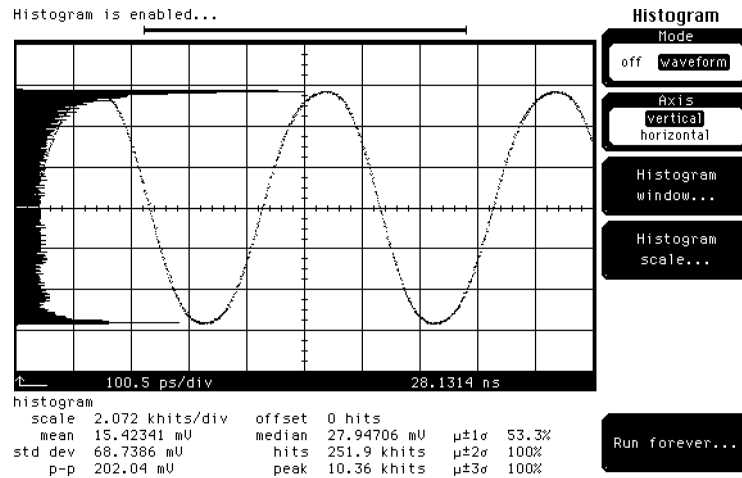 Histogram is enabled...
Histogram
Mode
off waveform
Axis
vertical
horizontal
Histogram
window...
Histogram
scale...
100.5 ps/div 28.1314 ns
histogram
scale 2.072 khits/div offset 0 hits
mean 15.42341 mV median 27.94706 mV μ±1σ 53.3%
std dev 68.7386 mV hits 251.9 khits μ±2σ 100%
p-p 202.04 mV peak 10.36 khits μ±3σ 100%
Run forever...